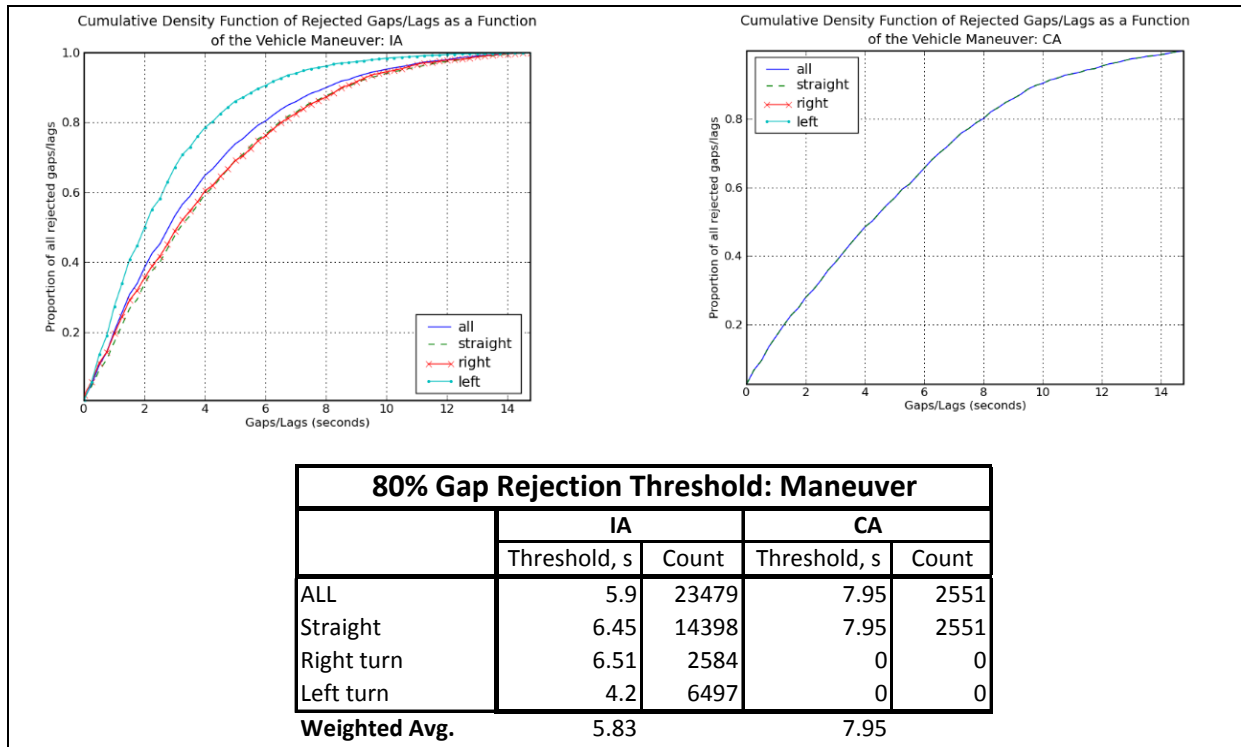 Cumulative Density Function of Rejected Gaps/Lags as a Function
of the Vehicle Maneuver: IA
Proportion of all rejected gaps/lags
1.0
0.8
0.6
0.4
0.2
all
straight
right
left
0 2 4 6 8 10 12 14
Gaps/Lags (seconds)
Cumulative Density Function of Rejected Gaps/Lags as a Function
of the Vehicle Maneuver: CA
Proportion of all rejected gaps/lags
0.8
0.6
0.4
0.2
all
straight
right
left
0 2 4 6 8 10 12 14
Gaps/Lags (seconds)
80% Gap Rejection Threshold: Maneuver
IA CA
Threshold, s Count Threshold, s Count
ALL 5.9 23479 7.95 2551
Straight 6.45 14398 7.95 2551
Right turn 6.51 2584 0 0
Left turn 4.2 6497 0 0
Weighted Avg. 5.83 7.95